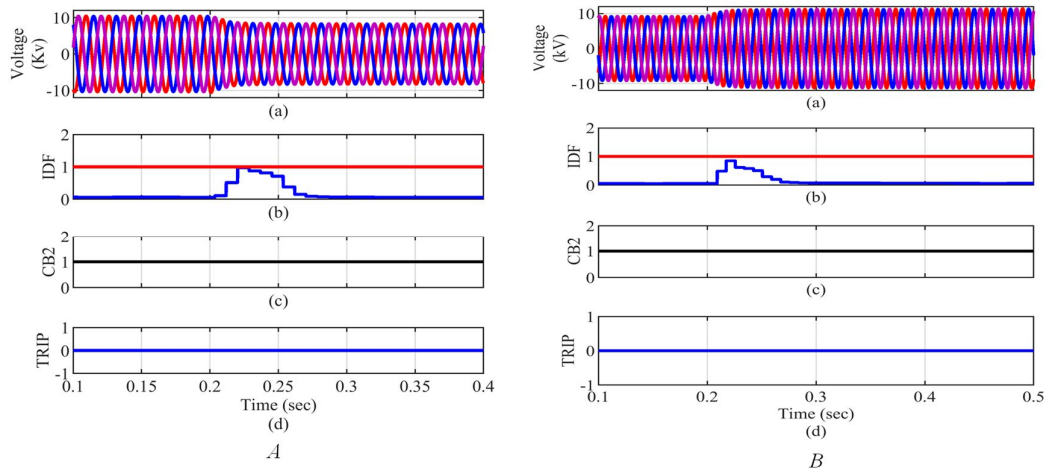 Voltage
(Kv)
10
0
-10
(a)
IDF
2
1
0
(b)
CB2
2
1
0
(c)
TRIP
1
0
-1
0.1 0.15 0.2 0.25 0.3 0.35 0.4
Time (sec)
(d)
A
Voltage
(kV)
10
0
-10
(a)
IDF
2
1
0
(b)
CB2
2
1
0
(c)
TRIP
1
0
-1
0.1 0.2 0.3 0.4 0.5
Time (sec)
(d)
B